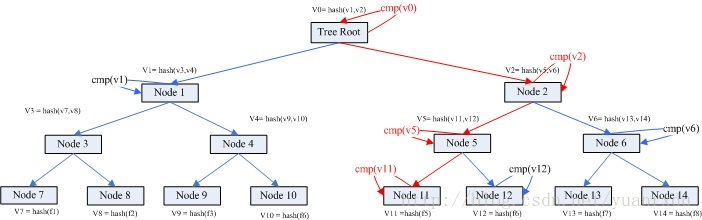 V0= hash(v1,v2)
cmp(v0)
Tree Root
V1= hash(v3,v4)
V2= hash(v5,v6)
cmp(v2)
cmp(v1)
Node 1
Node 2
V3 = hash(v7,v8)
V4= hash(v9,v10)
V5= hash(v11,v12)
V6= hash(v13,v14)
cmp(v5)
cmp(v6)
Node 3
Node 4
Node 5
Node 6
cmp(v11)
cmp(v12)
Node 7
Node 8
Node 9
Node 10
Node 11
Node 12
Node 13
Node 14
V7 =hash(f1)
V8 =hash(f2)
V9 =hash(f3)
V10 =hash(f6)
V11 =hash(f5)
V12 =hash(f6)
V13 =hash(f7)
V14 =hash(f8)